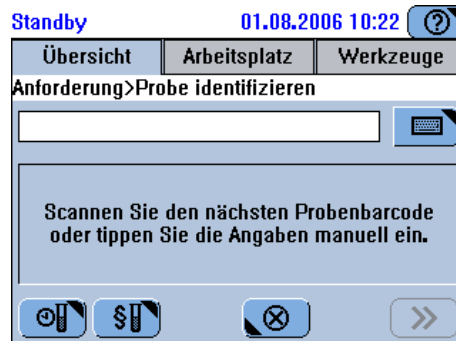 Standby 01.08.2006 10:22 ?
Übersicht Arbeitsplatz Werkzeuge
Anforderung>Probe identifizieren
Scannen Sie den nächsten Probenbarcode
oder tippen Sie die Angaben manuell ein.
§